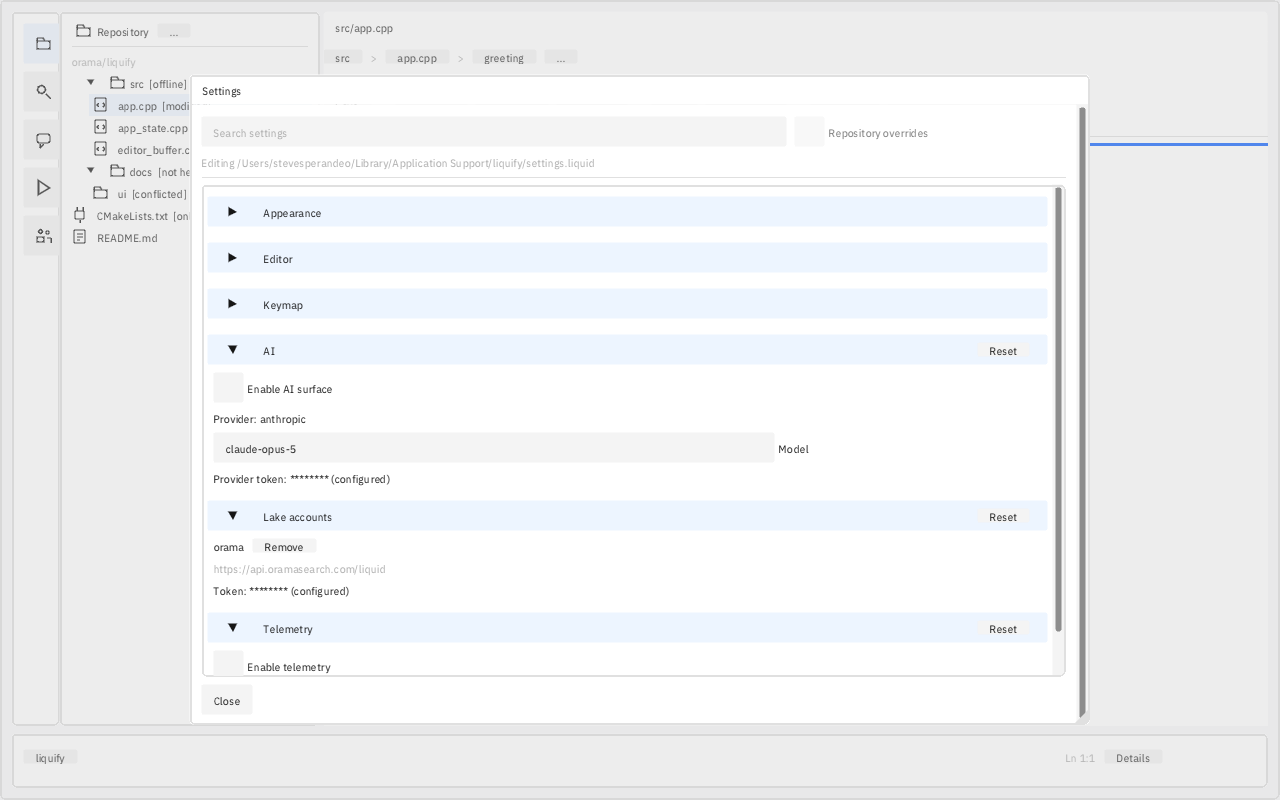 Repository ...
src/app.cpp
src > app.cpp > greeting ...
orama/liquify
src [offline]
app.cpp [modi
app_state.cpp
editor_buffer.c
docs [not he
ui [conflicted]
CMakeLists.txt [onl
README.md
Settings
Search settings
Repository overrides
Editing /Users/stevesperandeo/Library/Application Support/liquify/settings.liquid
Appearance
Editor
Keymap
AI Reset
Enable AI surface
Provider: anthropic
claude-opus-5 Model
Provider token: ******** (configured)
Lake accounts Reset
orama Remove
https://api.oramasearch.com/liquid
Token: ******** (configured)
Telemetry Reset
Enable telemetry
Close
liquify
Ln 1:1 Details